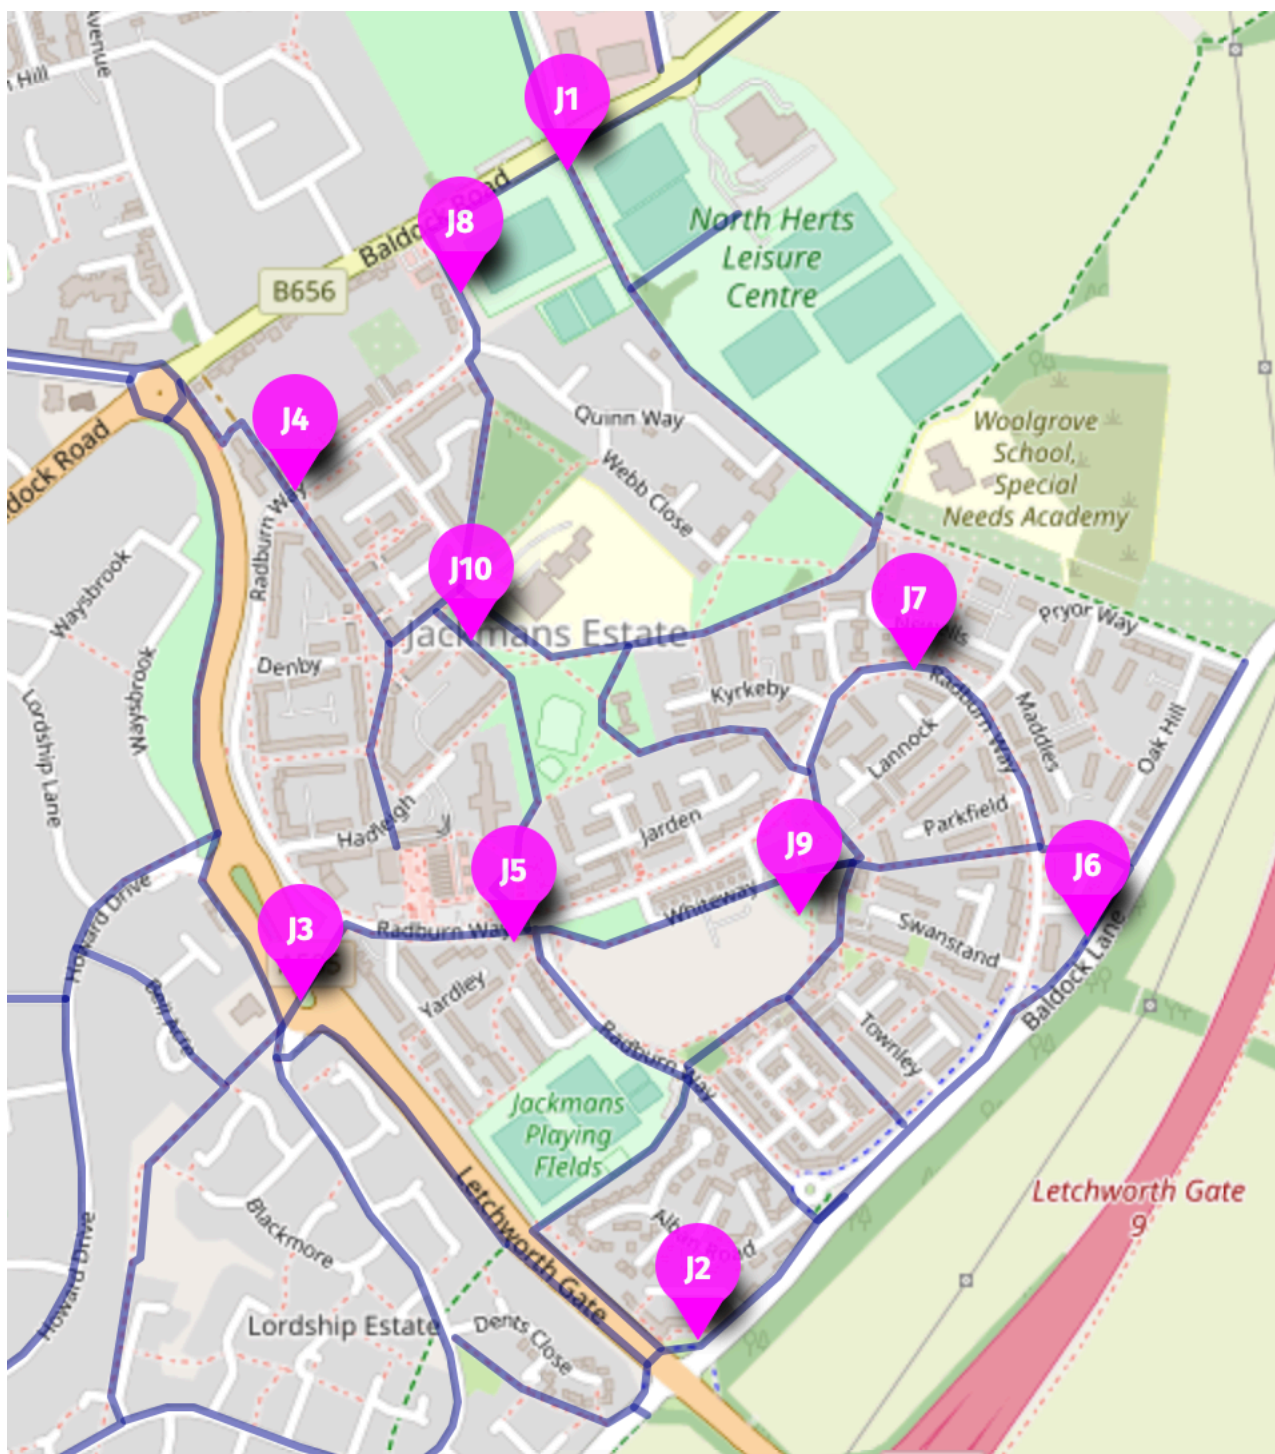 Avenue
n Hill
J1
Baldock Road
J8
B656
North Herts
Leisure
Centre
J4
Quinn Way
Woolgrove
School,
Special
Needs Academy
dock Road
Webb Close
Radburn Way
J10
Waysbrook
J7
Pryor Way
Jackmans Estate
Denby
Kyrkeby
Radburn Way
Maddles
Waysbrook
Lordship Lane
Lannock
Oak Hill
Hadleigh
Jarden
Parkfield
J9
J5
J6
Howard Drive
Whiteway
J3
Radburn Way
Swanstand
Baldock Lane
Yardley
Radburn Way
Townley
Jackmans
Playing
Fields
Letchworth Gate
Letchworth Gate
9
Blackmore
J2
Howard Drive
Lordship Estate
Dents Close